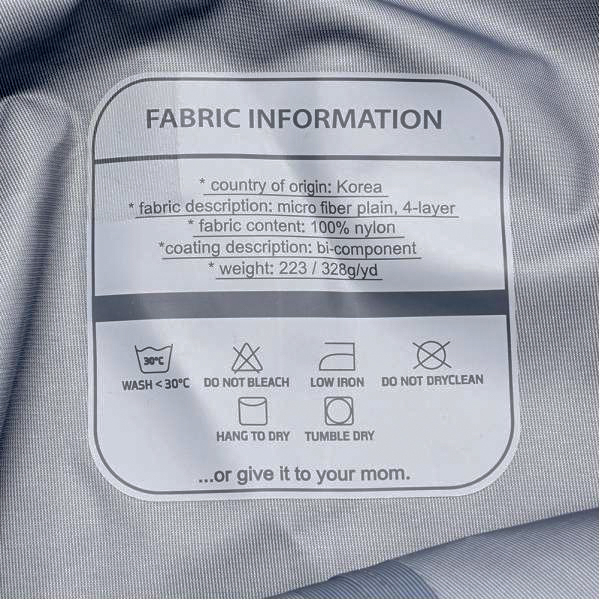 FABRIC INFORMATION
* country of origin: Korea
* fabric description: micro fiber plain, 4-layer
* fabric content: 100% nylon
*coating description: bi-component
* weight: 223 / 328g/yd
30°C
WASH < 30°C DO NOT BLEACH LOW IRON DO NOT DRYCLEAN
HANG TO DRY TUMBLE DRY
...or give it to your mom.